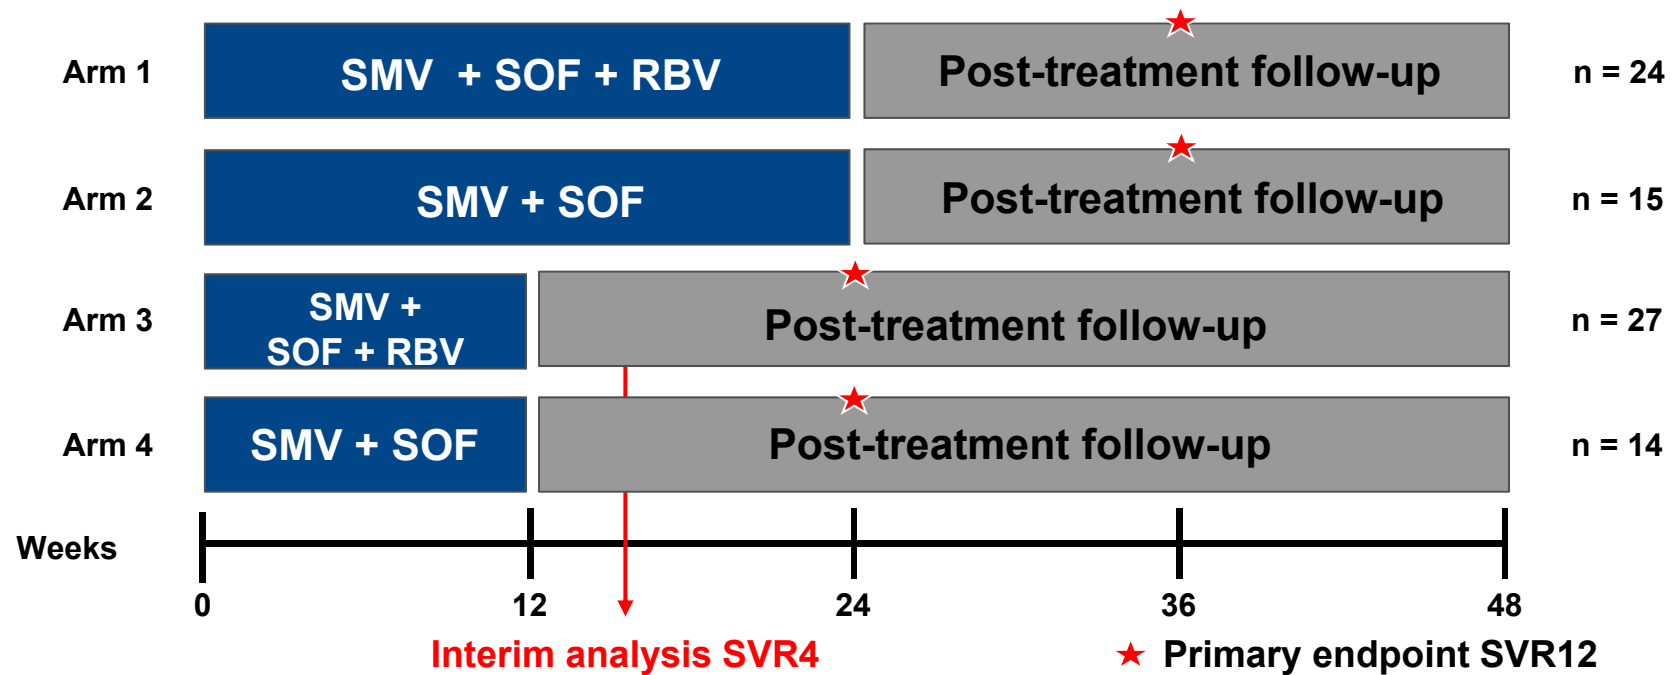 Arm 1 SMV + SOF + RBV Post-treatment follow-up n = 24
Arm 2 SMV + SOF Post-treatment follow-up n = 15
Arm 3 SMV +
SOF + RBV Post-treatment follow-up n = 27
Arm 4 SMV + SOF Post-treatment follow-up n = 14
Weeks
0 12 24 36 48
Interim analysis SVR4 ★ Primary endpoint SVR12